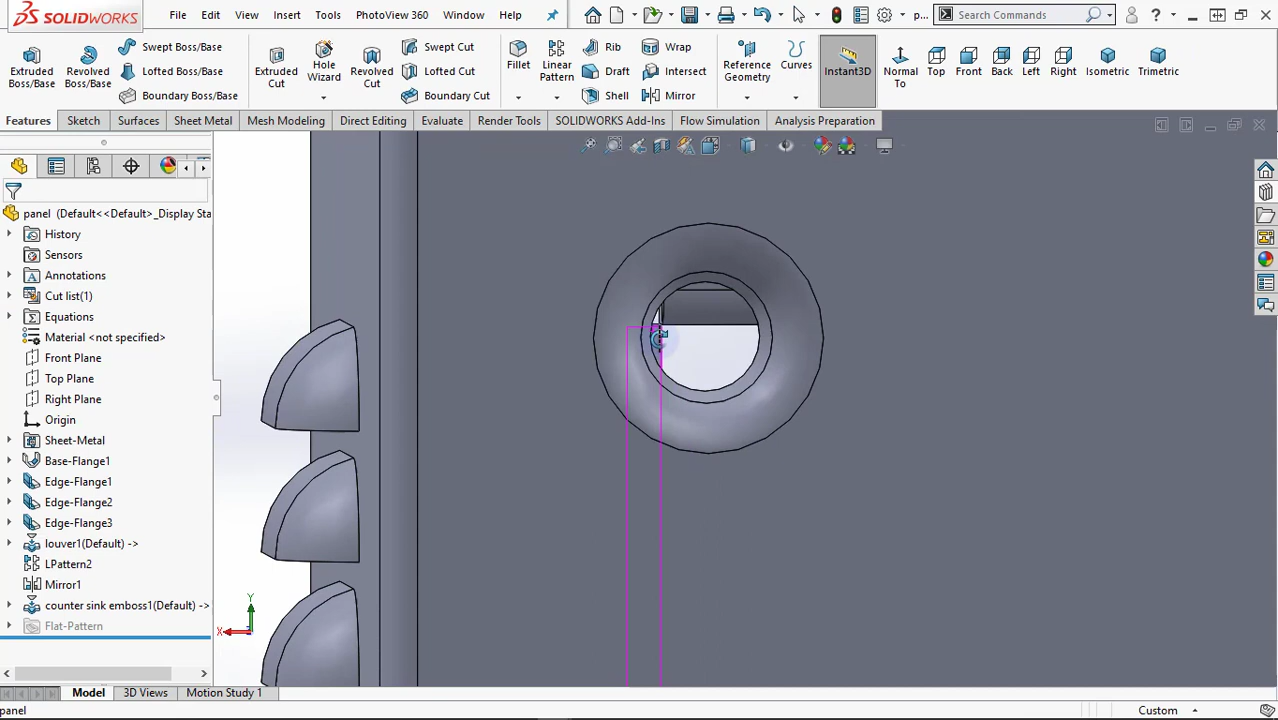 SOLIDWORKS
File
Edit
View
Insert
Tools
PhotoView 360
Window
Help
p...
Search Commands
Extruded Boss/Base
Revolved Boss/Base
Swept Boss/Base
Lofted Boss/Base
Boundary Boss/Base
Extruded Cut
Hole Wizard
Revolved Cut
Swept Cut
Lofted Cut
Boundary Cut
Fillet
Linear Pattern
Rib
Draft
Shell
Wrap
Intersect
Mirror
Reference Geometry
Curves
Instant3D
Normal To
Top
Front
Back
Left
Right
Isometric
Trimetric
Features
Sketch
Surfaces
Sheet Metal
Mesh Modeling
Direct Editing
Evaluate
Render Tools
SOLIDWORKS Add-Ins
Flow Simulation
Analysis Preparation
panel (Default<<Default>_Display Sta
History
Sensors
Annotations
Cut list(1)
Equations
Material <not specified>
Front Plane
Top Plane
Right Plane
Origin
Sheet-Metal
Base-Flange1
Edge-Flange1
Edge-Flange2
Edge-Flange3
louver1(Default) ->
LPattern2
Mirror1
counter sink emboss1(Default) ->
Flat-Pattern
Y
X
Model
3D Views
Motion Study 1
panel
Custom